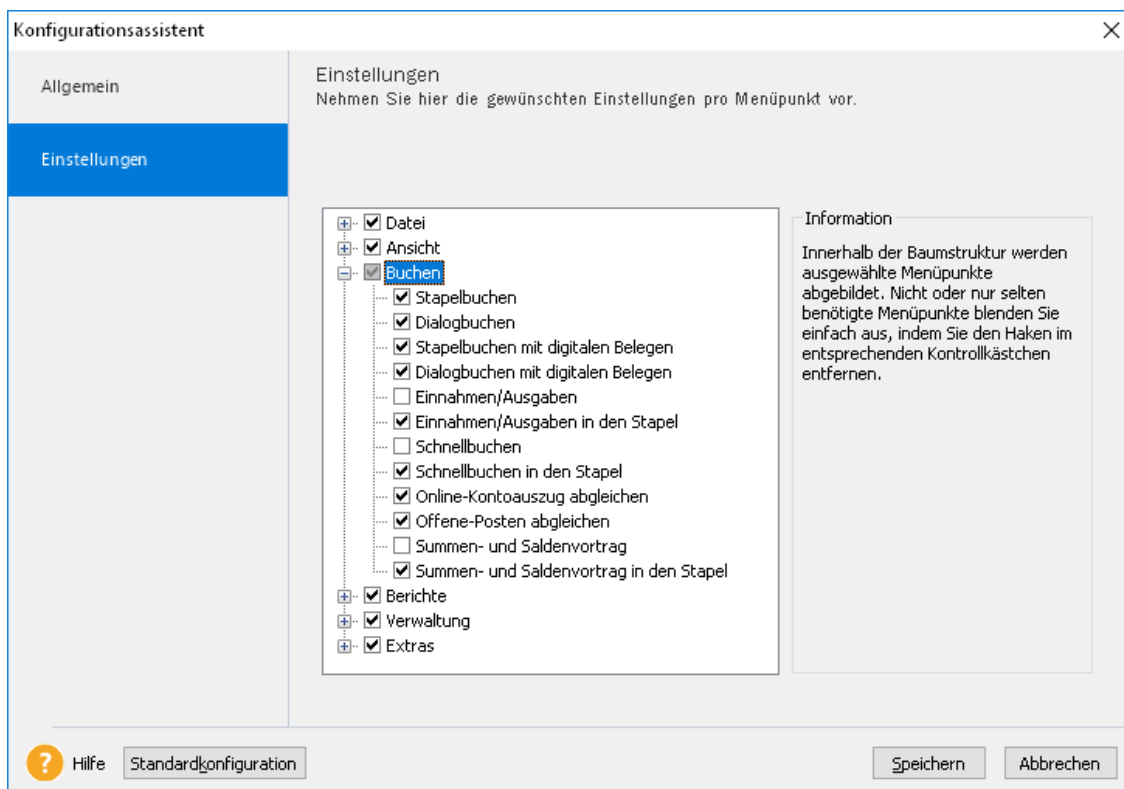 Konfigurationsassistent
Allgemein
Einstellungen
Einstellungen
Nehmen Sie hier die gewünschten Einstellungen pro Menüpunkt vor.
Datei
Ansicht
Buchen
Stapelbuchen
Dialogbuchen
Stapelbuchen mit digitalen Belegen
Dialogbuchen mit digitalen Belegen
Einnahmen/Ausgaben
Einnahmen/Ausgaben in den Stapel
Schnellbuchen
Schnellbuchen in den Stapel
Online-Kontoauszug abgleichen
Offene-Posten abgleichen
Summen- und Saldenvortrag
Summen- und Saldenvortrag in den Stapel
Berichte
Verwaltung
Extras
Information
Innerhalb der Baumstruktur werden
ausgewählte Menüpunkte
abgebildet. Nicht oder nur selten
benötigte Menüpunkte blenden Sie
einfach aus, indem Sie den Haken im
entsprechenden Kontrollkästchen
entfernen.
? Hilfe
Standardkonfiguration
Speichern
Abbrechen